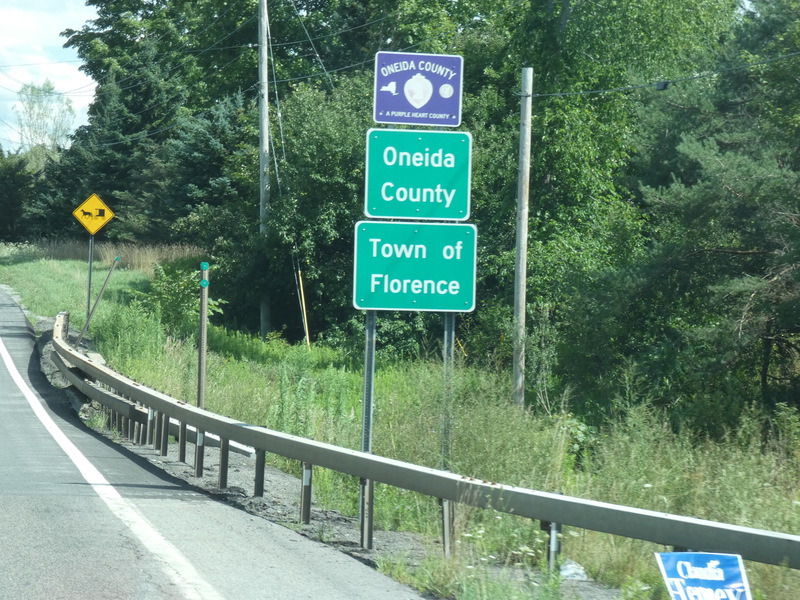 ONEIDA COUNTY
A PURPLE HEART COUNTY
Oneida
County
Town of
Florence
Claudia
Tenney